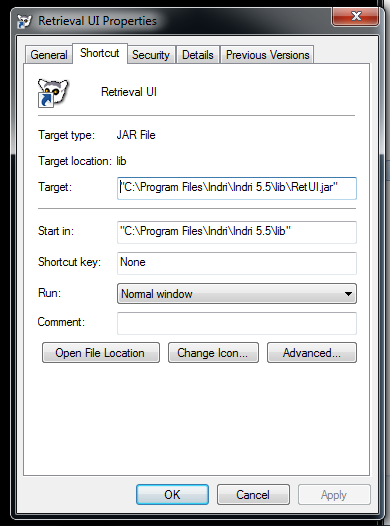 Retrieval UI Properties
General Shortcut Security Details Previous Versions
Retrieval UI
Target type: JAR File
Target location: lib
Target: "C:\Program Files\Indri\Indri 5.5\lib\RetUI.jar"
Start in: "C:\Program Files\Indri\Indri 5.5\lib"
Shortcut key: None
Run: Normal window
Comment:
Open File Location Change Icon... Advanced...
OK Cancel Apply